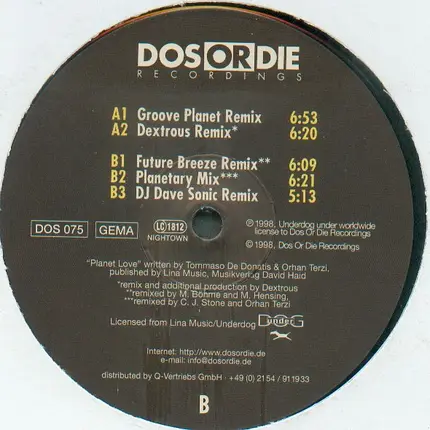 DOS OR DIE
RECORDINGS
A1 Groove Planet Remix 6:53
A2 Dextrous Remix* 6:20
B1 Future Breeze Remix** 6:09
B2 Planetary Mix*** 6:21
B3 DJ Dave Sonic Remix 5:13
DOS 075 GEMA LC 1812
NIGHTOWN
℗ 1998, Underdog under worldwide
license to Dos Or Die Recordings
© 1998, Dos Or Die Recordings
"Planet Love" written by Tommaso De Donatis & Orhan Terzi,
published by Lina Music, Musikverlag David Haid
*remix and additional production by Dextrous
**remixed by M. Böhme and M. Hensing,
***remixed by C. J. Stone and Orhan Terzi
Licensed from Lina Music/Underdog
under DOG
Internet: http://www.dosordie.de
e-mail: info@dosordie.de
distributed by Q-Vertriebs GmbH · +49 (0) 2154 / 911933
B